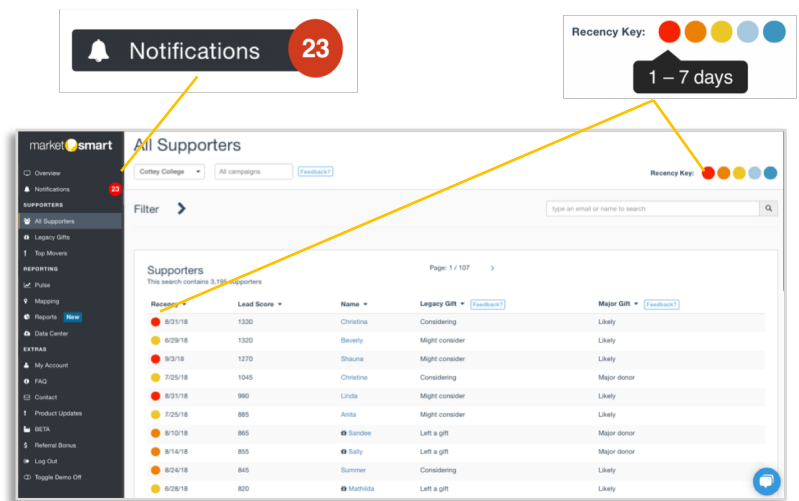 Notifications 23
Recency Key:
1 – 7 days
marketsmart
Overview
Notifications 23
SUPPORTERS
All Supporters
Legacy Gifts
Top Movers
REPORTING
Pulse
Mapping
Reports New
Data Center
EXTRAS
My Account
FAQ
Contact
Product Updates
BETA
Referral Bonus
Log Out
Toggle Demo Off
All Supporters
Cottey College All campaigns Feedback?
Recency Key:
Filter
type an email or name to search
Supporters
This search contains 3,195 supporters
Page: 1 / 107
Recency Lead Score Name Legacy Gift Feedback? Major Gift Feedback?
8/31/18 1330 Christina Considering Likely
6/29/18 1320 Beverly Might consider Likely
9/3/18 1270 Shauna Might consider Likely
7/25/18 1045 Christine Considering Major donor
8/31/18 990 Linda Might consider Likely
7/25/18 885 Anita Might consider Likely
8/10/18 865 Sandee Left a gift Major donor
8/14/18 855 Sally Left a gift Major donor
8/24/18 845 Summer Considering Likely
6/28/18 820 Mathilda Left a gift Likely